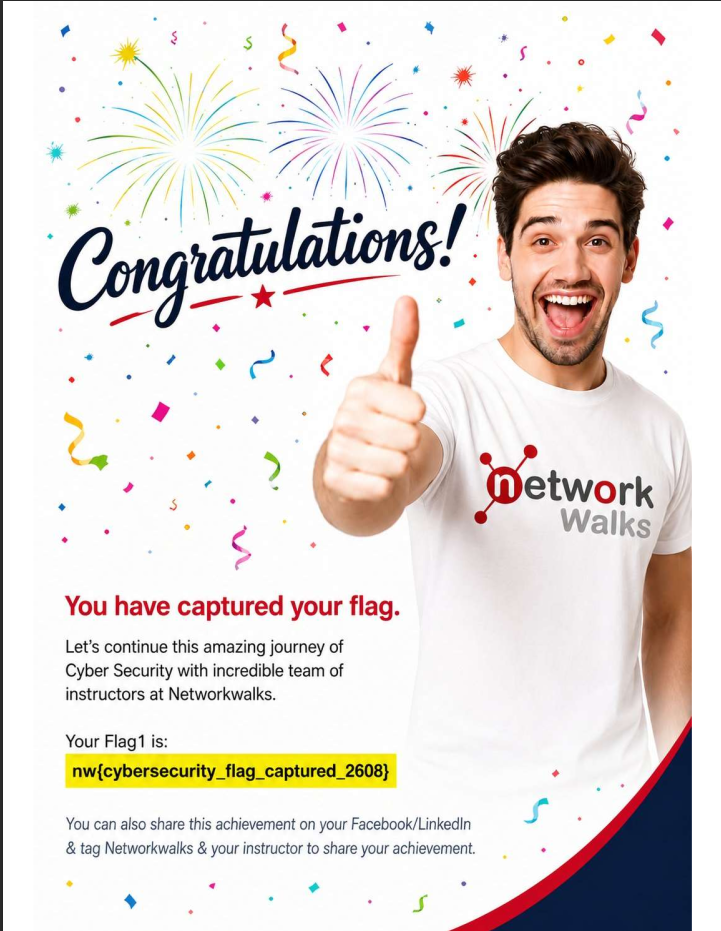 Congratulations!
network
Walks
You have captured your flag.
Let's continue this amazing journey of
Cyber Security with incredible team of
instructors at Networkwalks.
Your Flag1 is:
nw{cybersecurity_flag_captured_2608}
You can also share this achievement on your Facebook/LinkedIn
& tag Networkwalks & your instructor to share your achievement.